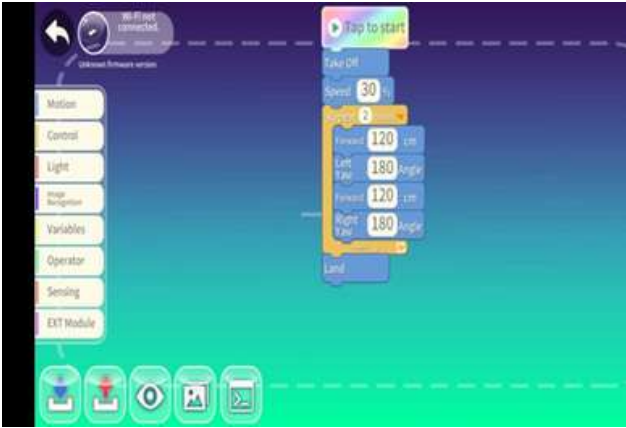 Wi-Fi not
connected.
Unknown firmware version
Tap to start
Take Off
Speed 30 %
Motion
Control
Light
Image
Recognition
Variables
Operator
Sensing
EXT Module
2
Forward 120 cm
Left
Yaw 180 Angle
Forward 120 cm
Right
Yaw 180 Angle
Land